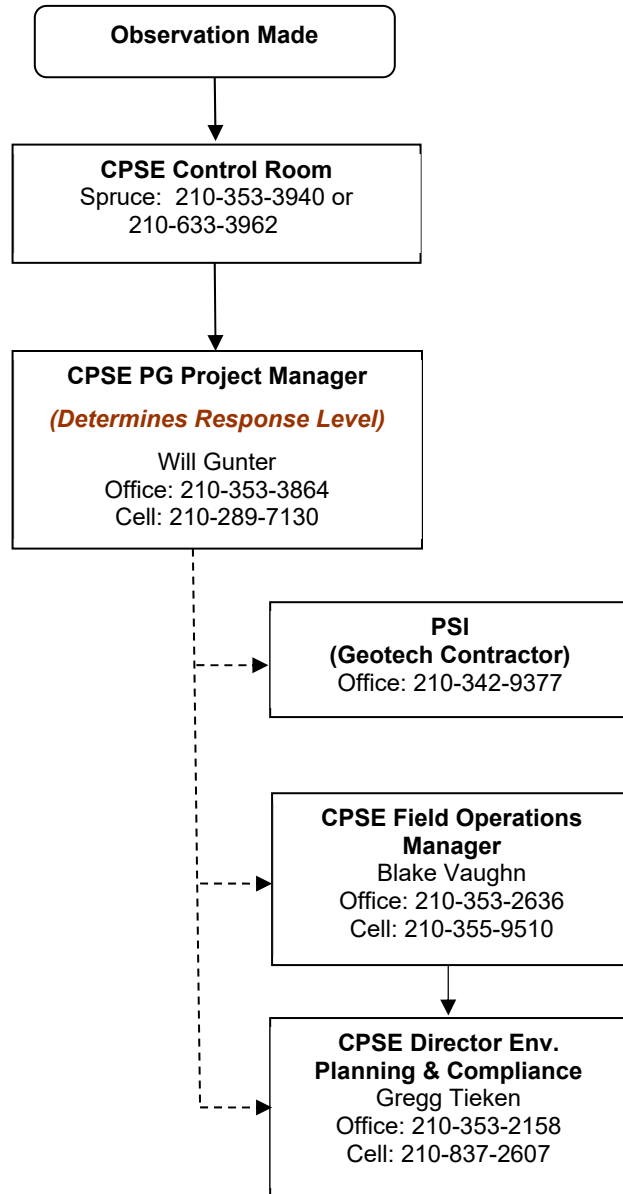 Observation Made
CPSE Control Room
Spruce: 210-353-3940 or
210-633-3962
CPSE PG Project Manager
(Determines Response Level)
Will Gunter
Office: 210-353-3864
Cell: 210-289-7130
PSI
(Geotech Contractor)
Office: 210-342-9377
CPSE Field Operations
Manager
Blake Vaughn
Office: 210-353-2636
Cell: 210-355-9510
CPSE Director Env.
Planning & Compliance
Gregg Tieken
Office: 210-353-2158
Cell: 210-837-2607